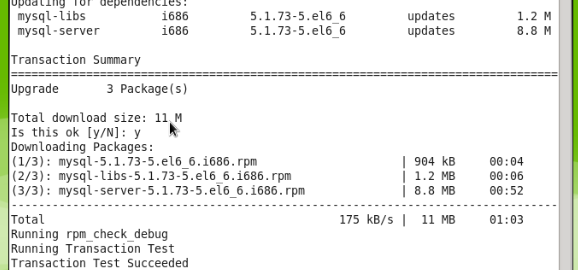 Updating for dependencies:
mysql-libs i686 5.1.73-5.el6_6 updates 1.2 M
mysql-server i686 5.1.73-5.el6_6 updates 8.8 M
Transaction Summary
================================================================================
Upgrade 3 Package(s)
Total download size: 11 M
Is this ok [y/N]: y
Downloading Packages:
(1/3): mysql-5.1.73-5.el6_6.i686.rpm | 904 kB 00:04
(2/3): mysql-libs-5.1.73-5.el6_6.i686.rpm | 1.2 MB 00:06
(3/3): mysql-server-5.1.73-5.el6_6.i686.rpm | 8.8 MB 00:52
--------------------------------------------------------------------------------
Total 175 kB/s | 11 MB 01:03
Running rpm_check_debug
Running Transaction Test
Transaction Test Succeeded